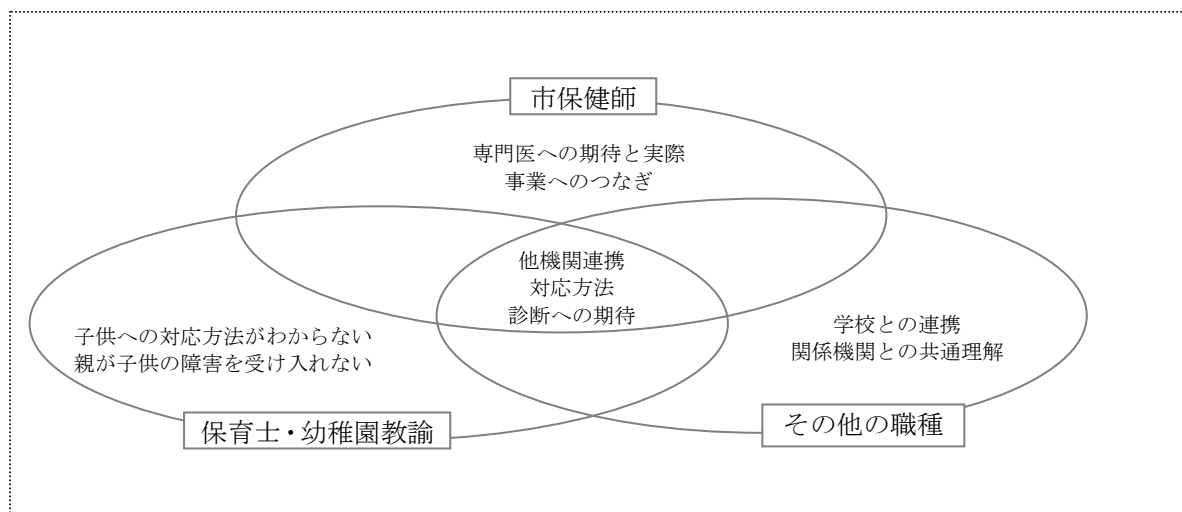 市保健師
専門医への期待と実際
事業へのつなぎ
他機関連携
対応方法
診断への期待
子供への対応方法がわからない
親が子供の障害を受け入れない
学校との連携
関係機関との共通理解
保育士・幼稚園教諭
その他の職種